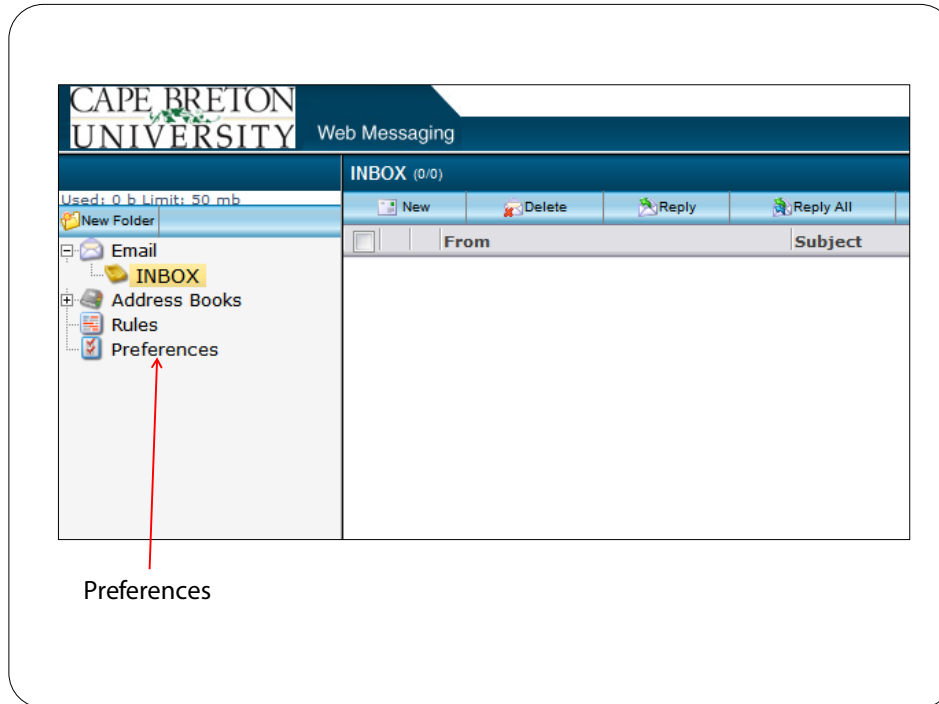 CAPE BRETON
UNIVERSITY
Web Messaging
Used: 0 b Limit: 50 mb
New Folder
Email
INBOX
Address Books
Rules
Preferences
INBOX (0/0)
New Delete Reply Reply All
From Subject
Preferences